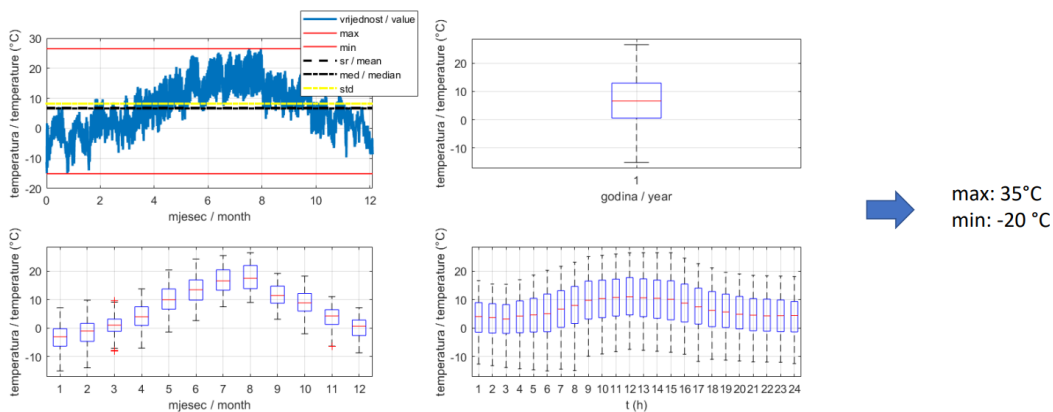 vrijednost / value
max
min
sr / mean
med / median
std
temperatura / temperature (°C)
30
20
10
0
-10
-20
0 2 4 6 8 10 12
mjesec / month
temperatura / temperature (°C)
20
10
0
-10
1
godina / year
max: 35°C
min: -20 °C
temperatura / temperature (°C)
20
10
0
-10
1 2 3 4 5 6 7 8 9 10 11 12
mjesec / month
temperatura / temperature (°C)
20
10
0
-10
1 2 3 4 5 6 7 8 9 10 11 12 13 14 15 16 17 18 19 20 21 22 23 24
t (h)